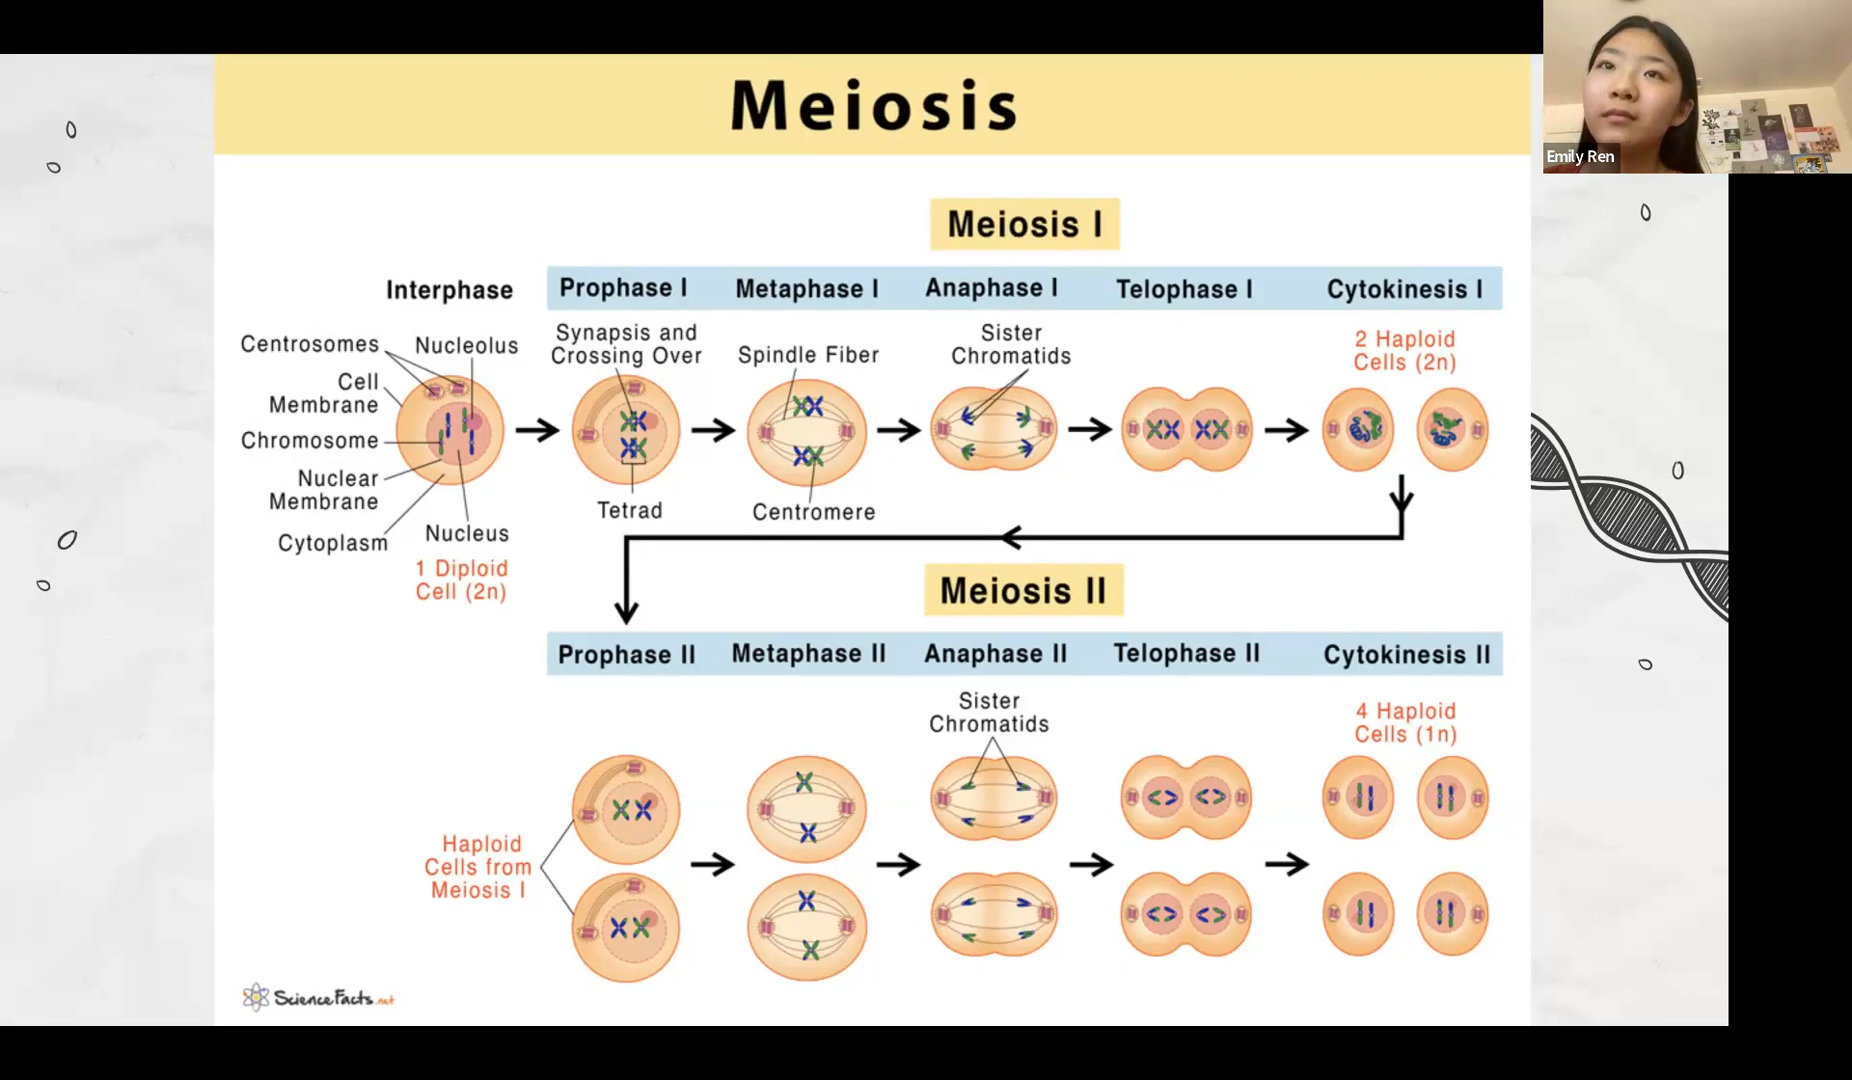 Meiosis
Emily Ren
Meiosis I
Interphase
Prophase I
Metaphase I
Anaphase I
Telophase I
Cytokinesis I
Centrosomes
Nucleolus
Cell
Membrane
Chromosome
Nuclear
Membrane
Cytoplasm
Nucleus
1 Diploid
Cell (2n)
Synapsis and
Crossing Over
Tetrad
Spindle Fiber
Centromere
Sister
Chromatids
2 Haploid
Cells (2n)
Meiosis II
Prophase II
Metaphase II
Anaphase II
Telophase II
Cytokinesis II
Haploid
Cells from
Meiosis I
Sister
Chromatids
4 Haploid
Cells (1n)
ScienceFacts.net